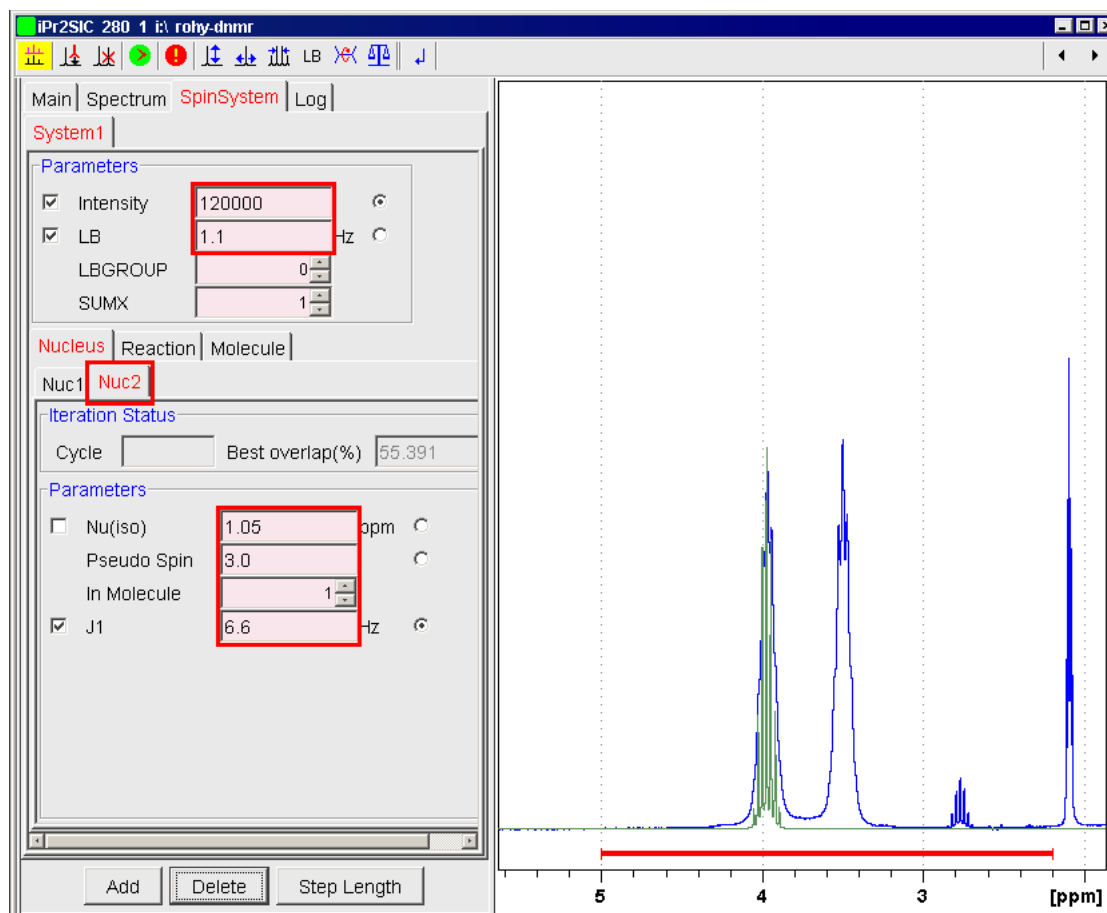 iPr2SIC 280 1 i:\ rohy-dnmr
LB
Main Spectrum SpinSystem Log
System1
Parameters
Intensity 120000
LB 1.1 Hz
LBGROUP 0
SUMX 1
Nucleus Reaction Molecule
Nuc1 Nuc2
Iteration Status
Cycle Best overlap(%) 55.391
Parameters
Nu(iso) 1.05 ppm
Pseudo Spin 3.0
In Molecule 1
J1 6.6 Hz
Add Delete Step Length
5 4 3 [ppm]